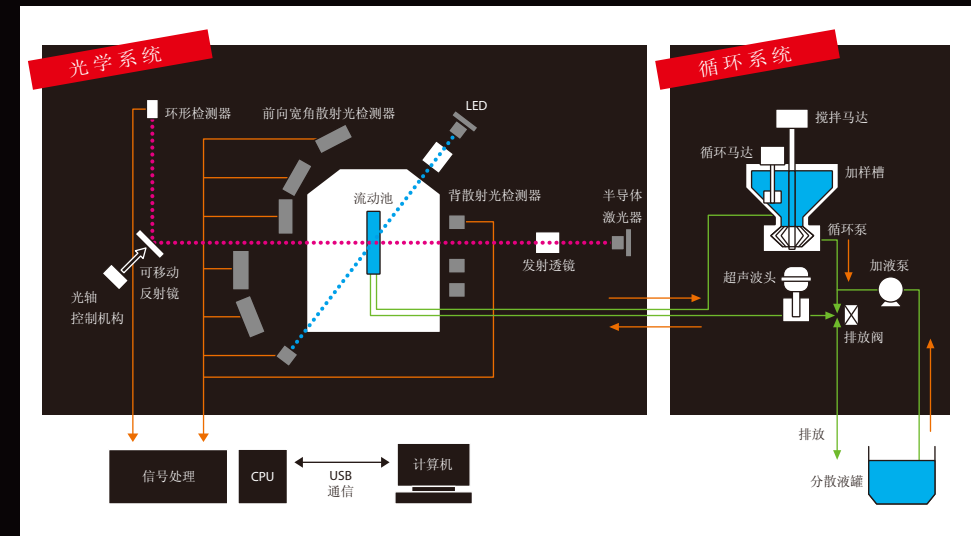 光学系统
循环系统
环形检测器
前向宽角散射光检测器
LED
搅拌马达
循环马达
加样槽
流动池
背散射光检测器
半导体
激光器
循环泵
发射透镜
可移动
反射镜
光轴
控制机构
超声波头
加液泵
排放阀
排放
信号处理
CPU
USB
通信
计算机
分散液罐